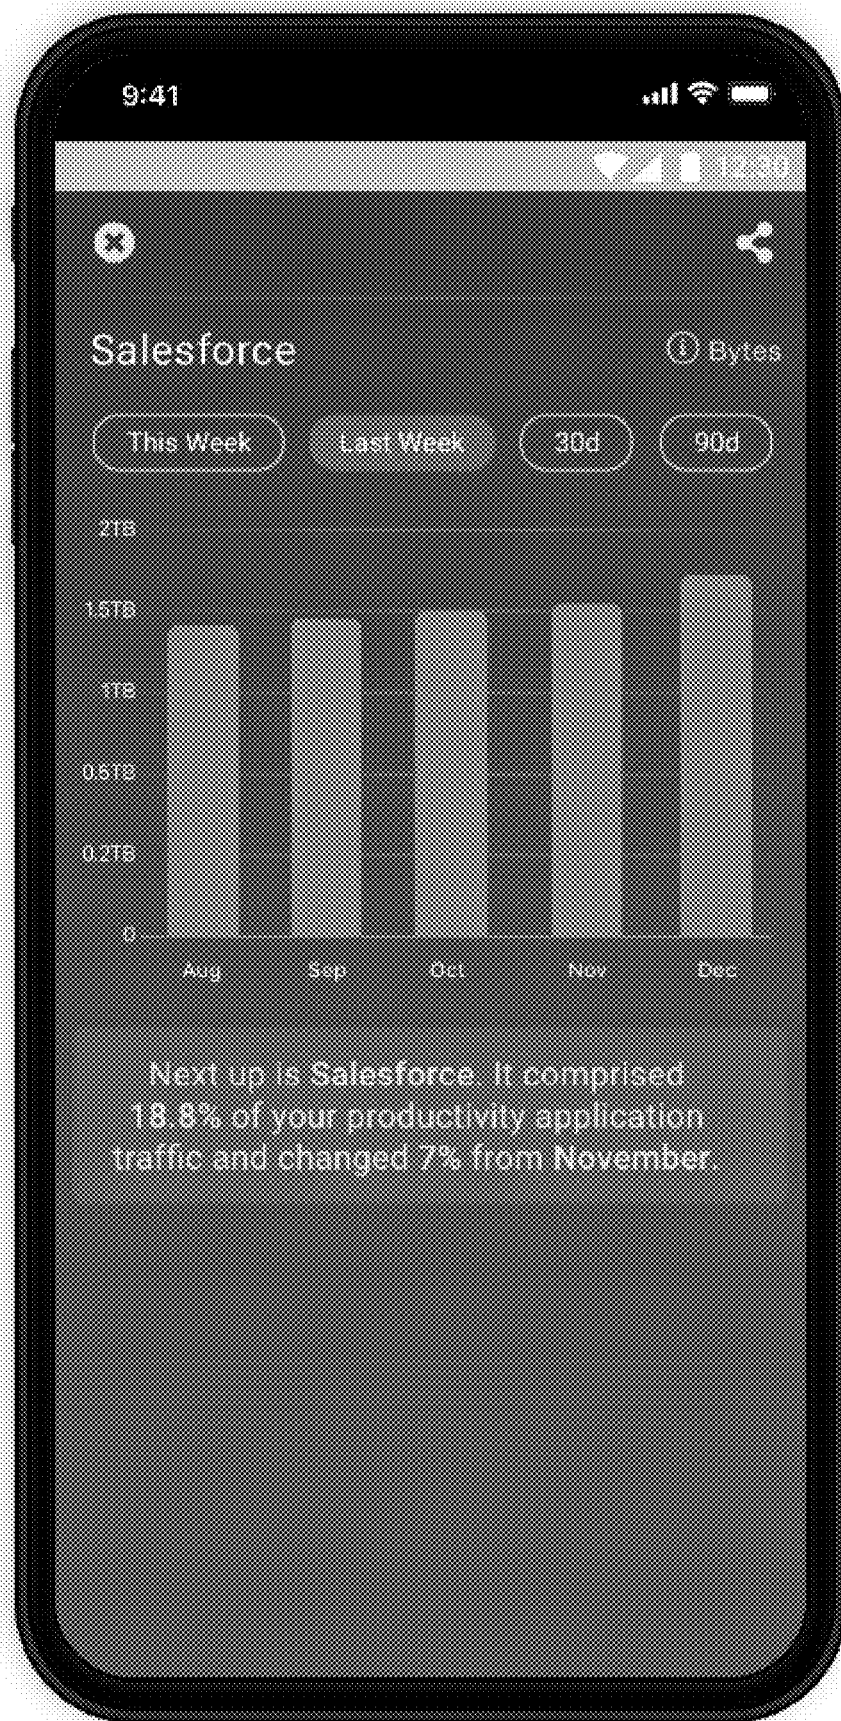 9:41
12:30
Salesforce
i Bytes
This Week Last Week 30d 90d
2TB
1.5TB
1TB
0.5TB
0.2TB
0
Aug Sep Oct Nov Dec
Next up is Salesforce. It comprised
18.8% of your productivity application
traffic and changed 7% from November.